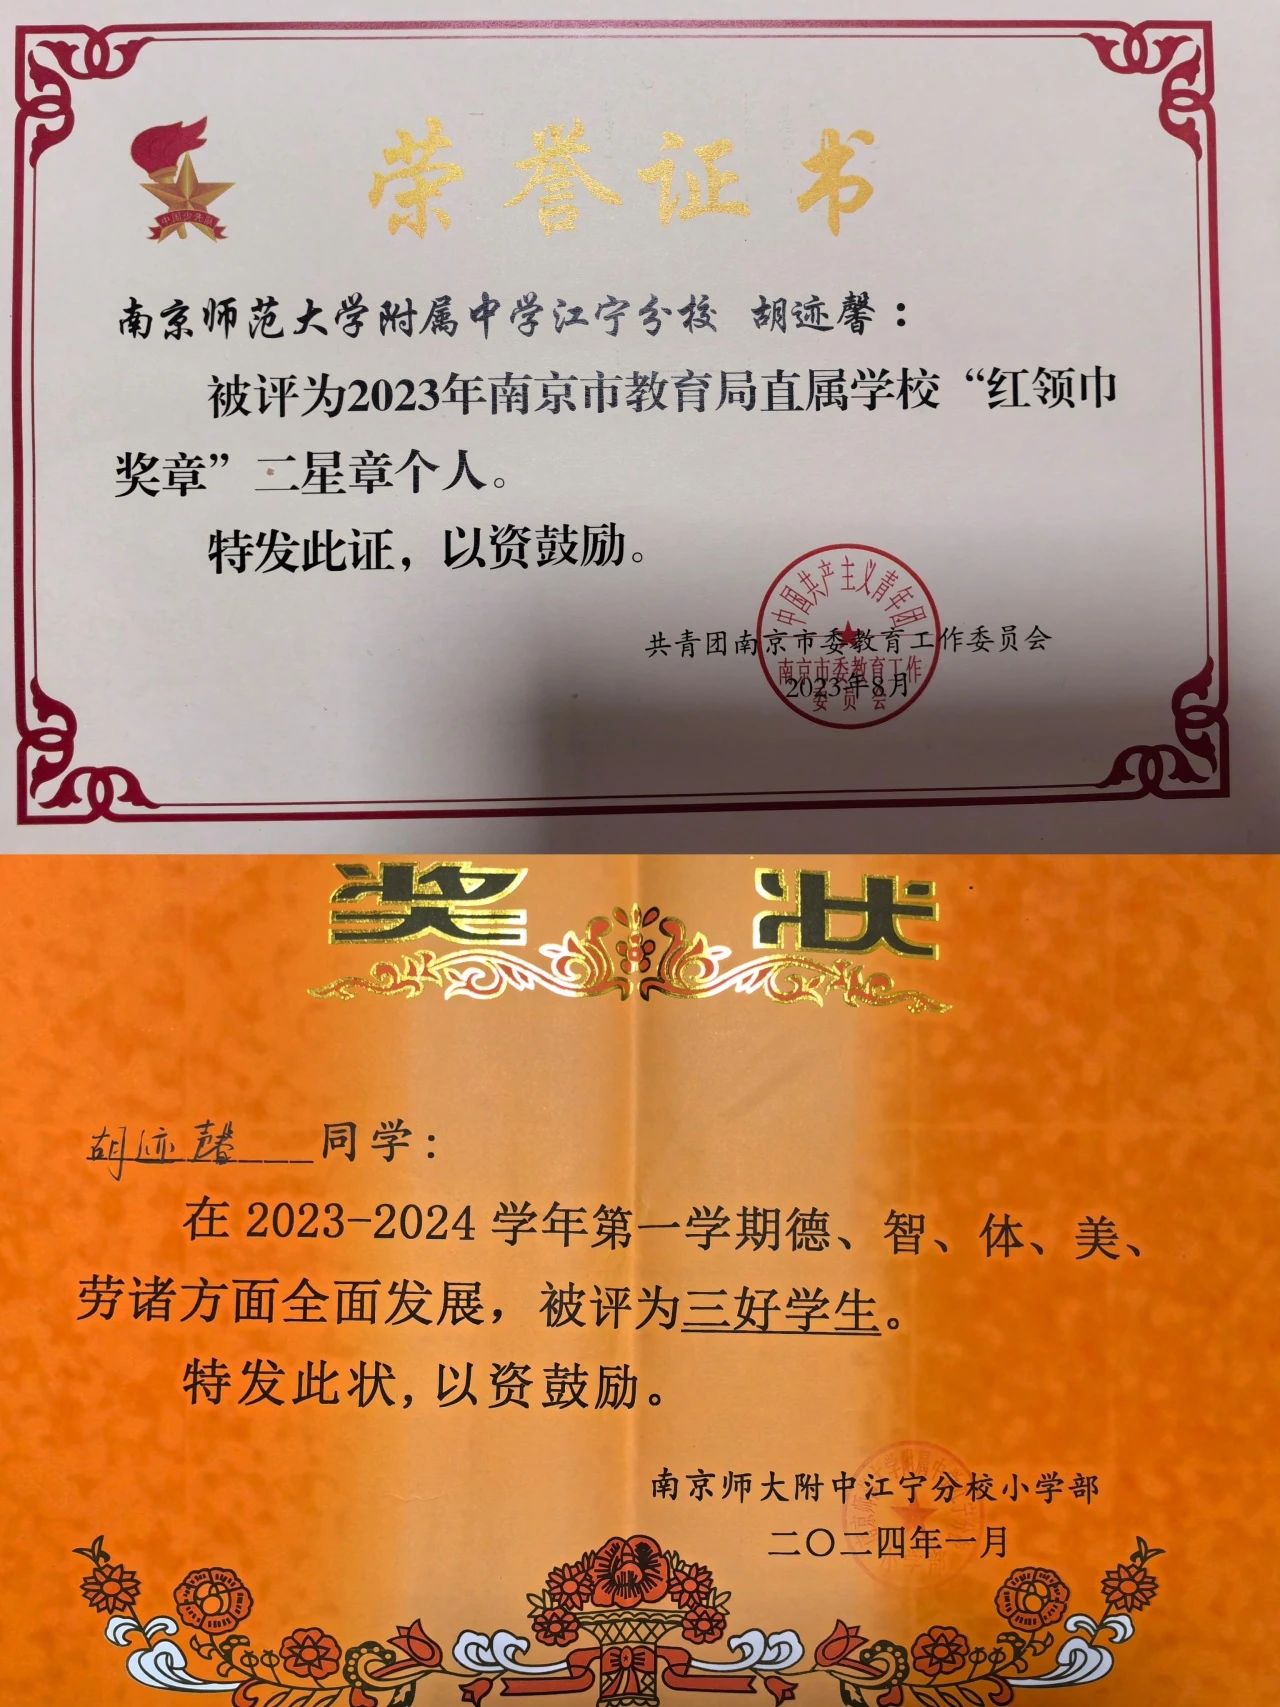 荣誉证书
中国少先队
南京师范大学附属中学江宁分校 胡迹馨：
被评为2023年南京市教育局直属学校“红领巾
奖章”二星章个人。
特发此证，以资鼓励。
中国共产主义青年团
共青团南京市委教育工作委员会
南京市委教育工作
2023年8月
委员会
奖状
胡迹馨 同学：
在 2023-2024 学年第一学期德、智、体、美、
劳诸方面全面发展，被评为三好学生。
特发此状，以资鼓励。
南京师大附中江宁分校小学部
二〇二四年一月